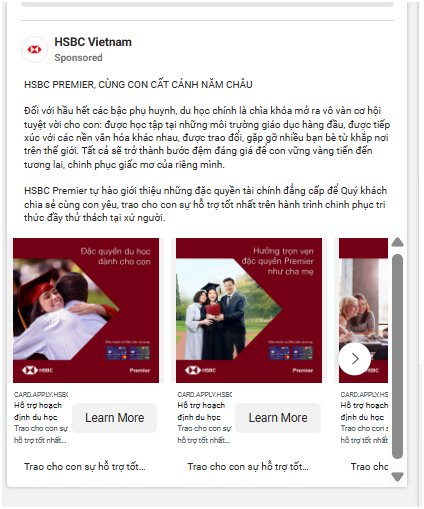 HSBC Vietnam
Sponsored
HSBC PREMIER, CÙNG CON CẤT CÁNH NĂM CHÂU
Đối với hầu hết các bậc phụ huynh, du học chính là chìa khóa mở ra vô vàn cơ hội
tuyệt vời cho con: được học tập tại những môi trường giáo dục hàng đầu, được tiếp
xúc với các nền văn hóa khác nhau, được trao đổi, gặp gỡ nhiều bạn bè từ khắp nơi
trên thế giới. Tất cả sẽ trở thành bước đệm đáng giá để con vững vàng tiến đến
tương lai, chinh phục giấc mơ của riêng mình.
HSBC Premier tự hào giới thiệu những đặc quyền tài chính đẳng cấp để Quý khách
chia sẻ cùng con yêu, trao cho con sự hỗ trợ tốt nhất trên hành trình chinh phục tri
thức đầy thử thách tại xứ người.
Đặc quyền du học
dành cho con
HSBC
Premier
Hưởng trọn vẹn
đặc quyền Premier
như cha mẹ
HSBC
Premier
HSBC
CARD.APPLY.HSBC
Hỗ trợ hoạch
định du học
Trao cho con sự
hỗ trợ tốt nhất...
Learn More
CARD.APPLY.HSBC
Hỗ trợ hoạch
định du học
Trao cho con sự
hỗ trợ tốt nhất...
Learn More
CARD.APPLY.HSBC
Hỗ trợ hoạch
định du học
Trao cho con sự
hỗ trợ tốt nhất...
Trao cho con sự hỗ trợ tốt...
Trao cho con sự hỗ trợ tốt...
Trao cho